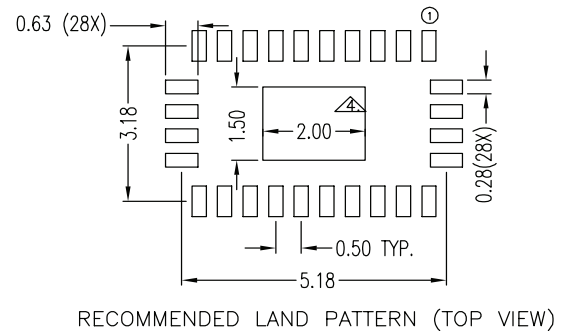 0.63 (28X)
1
3.18
1.50
4.
2.00
0.28(28X)
0.50 TYP.
5.18
RECOMMENDED LAND PATTERN (TOP VIEW)